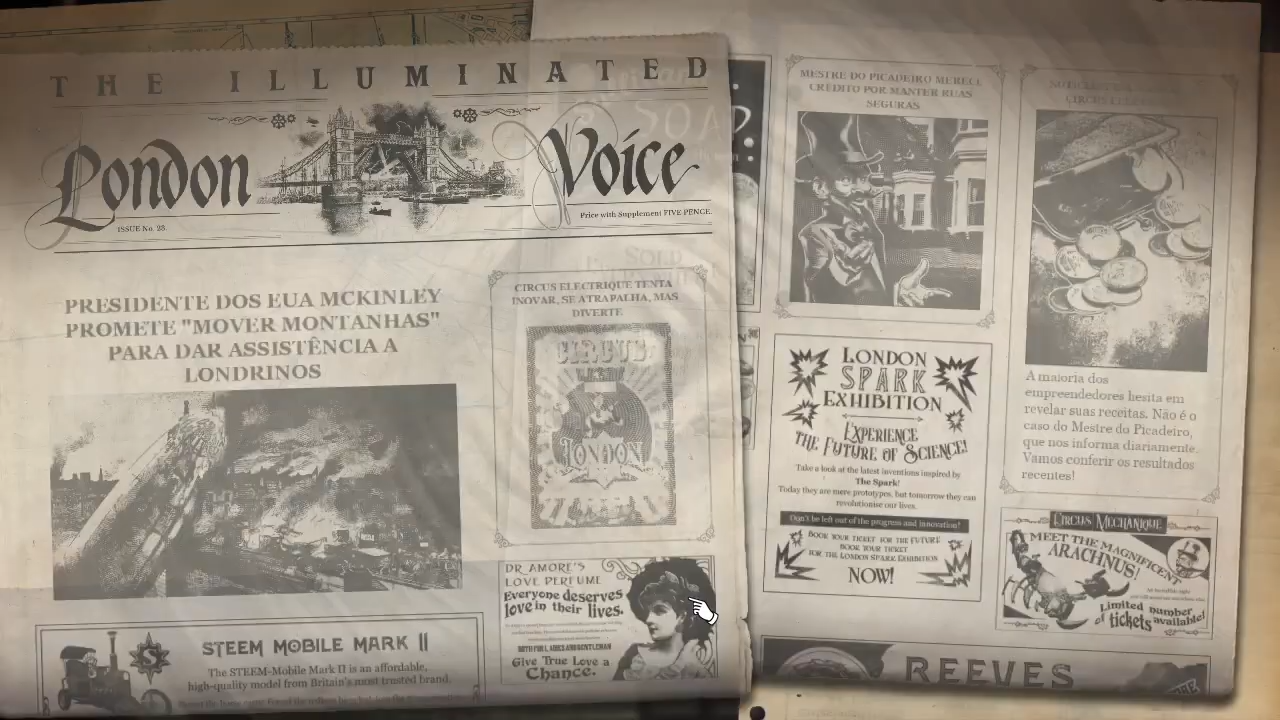 THE ILLUMINATED
London Voice
ISSUE No. 23.
Price with Supplement FIVE PENCE.
PRESIDENTE DOS EUA MCKINLEY
PROMETE "MOVER MONTANHAS"
PARA DAR ASSISTÊNCIA A
LONDRINOS
CIRCUS ELECTRIQUE TENTA
INOVAR, SE ATRAPALHA, MAS
DIVERTE
CIRCUS
LONDON
STEEM MOBILE MARK II
The STEEM-Mobile Mark II is an affordable,
high-quality model from Britain's most trusted brand.
DR AMORE'S
LOVE PERFUME
Everyone deserves
love in their lives.
BOTH FOR LADIES AND GENTLEMAN
Give True Love a
Chance.
SOAP
SOLD
MESTRE DO PICADEIRO MERECE
CRÉDITO POR MANTER RUAS
SEGURAS
LONDON
SPARK
EXHIBITION
EXPERIENCE
THE FUTURE OF SCIENCE!
Take a look at the latest inventions inspired by
The Spark!
Today they are mere prototypes, but tomorrow they can
revolutionise our lives.
Don't be left out of the progress and innovation!
BOOK YOUR TICKET FOR THE FUTURE
BOOK YOUR TICKET
FOR THE LONDON SPARK EXHIBITION
NOW!
A maioria dos
empreendedores hesita em
revelar suas receitas. Não é o
caso do Mestre do Picadeiro,
que nos informa diariamente.
Vamos conferir os resultados
recentes!
CIRCUS MECHANIQUE
MEET THE MAGNIFICENT
ARACHNUS!
Limited number
of tickets available!
REEVES